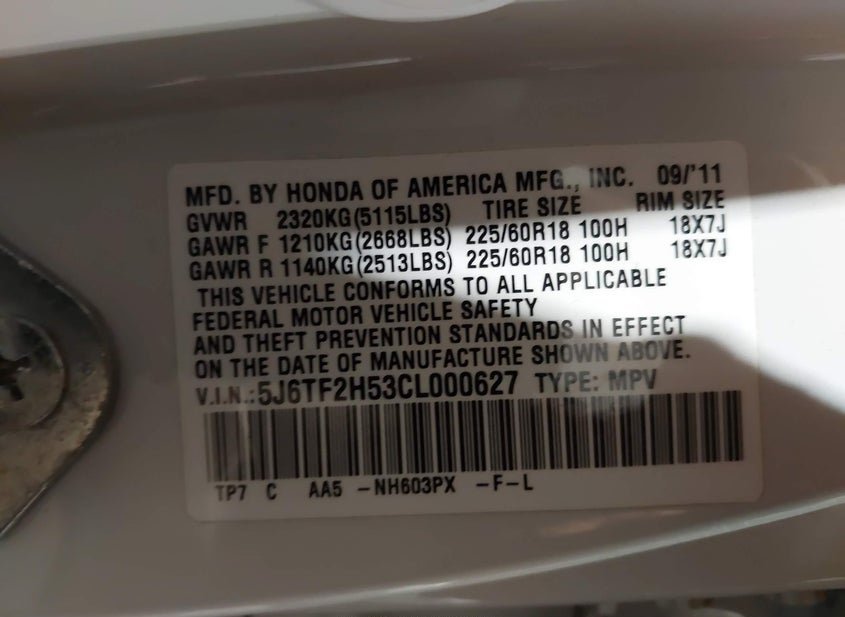 MFD. BY HONDA OF AMERICA MFG., INC. 09/'11
GVWR 2320KG(5115LBS) TIRE SIZE RIM SIZE
GAWR F 1210KG(2668LBS) 225/60R18 100H 18X7J
GAWR R 1140KG(2513LBS) 225/60R18 100H 18X7J
THIS VEHICLE CONFORMS TO ALL APPLICABLE
FEDERAL MOTOR VEHICLE SAFETY
AND THEFT PREVENTION STANDARDS IN EFFECT
ON THE DATE OF MANUFACTURE SHOWN ABOVE.
V.I.N.:5J6TF2H53CL000627 TYPE: MPV
TP7 C AA5 -NH603PX -F-L